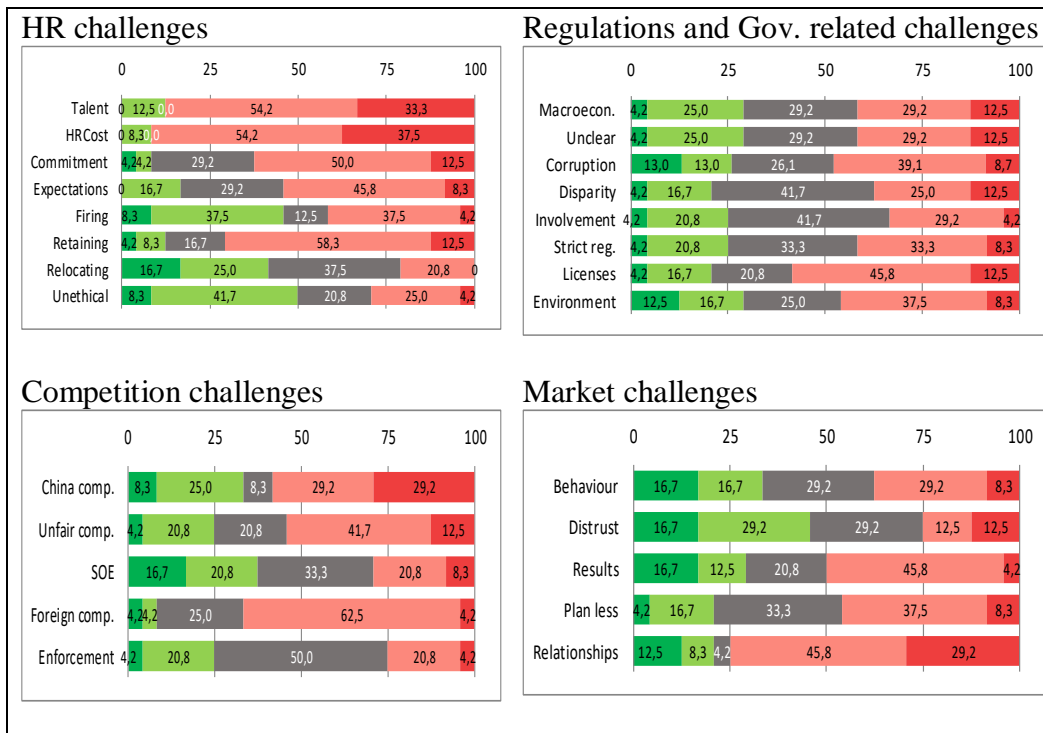 HR challenges
0 25 50 75 100
Talent 0 12,5 0,0 54,2 33,3
HRCost 0 8,3 0,0 54,2 37,5
Commitment 4,2 4,2 29,2 50,0 12,5
Expectations 0 16,7 29,2 45,8 8,3
Firing 8,3 37,5 12,5 37,5 4,2
Retaining 4,2 8,3 16,7 58,3 12,5
Relocating 16,7 25,0 37,5 20,8 0
Unethical 8,3 41,7 20,8 25,0 4,2
Regulations and Gov. related challenges
0 25 50 75 100
Macroecon. 4,2 25,0 29,2 29,2 12,5
Unclear 4,2 25,0 29,2 29,2 12,5
Corruption 13,0 13,0 26,1 39,1 8,7
Disparity 4,2 16,7 41,7 25,0 12,5
Involvement 4,2 20,8 41,7 29,2 4,2
Strict reg. 4,2 20,8 33,3 33,3 8,3
Licenses 4,2 16,7 20,8 45,8 12,5
Environment 12,5 16,7 25,0 37,5 8,3
Competition challenges
0 25 50 75 100
China comp. 8,3 25,0 8,3 29,2 29,2
Unfair comp. 4,2 20,8 20,8 41,7 12,5
SOE 16,7 20,8 33,3 20,8 8,3
Foreign comp. 4,2 4,2 25,0 62,5 4,2
Enforcement 4,2 20,8 50,0 20,8 4,2
Market challenges
0 25 50 75 100
Behaviour 16,7 16,7 29,2 29,2 8,3
Distrust 16,7 29,2 29,2 12,5 12,5
Results 16,7 12,5 20,8 45,8 4,2
Plan less 4,2 16,7 33,3 37,5 8,3
Relationships 12,5 8,3 4,2 45,8 29,2